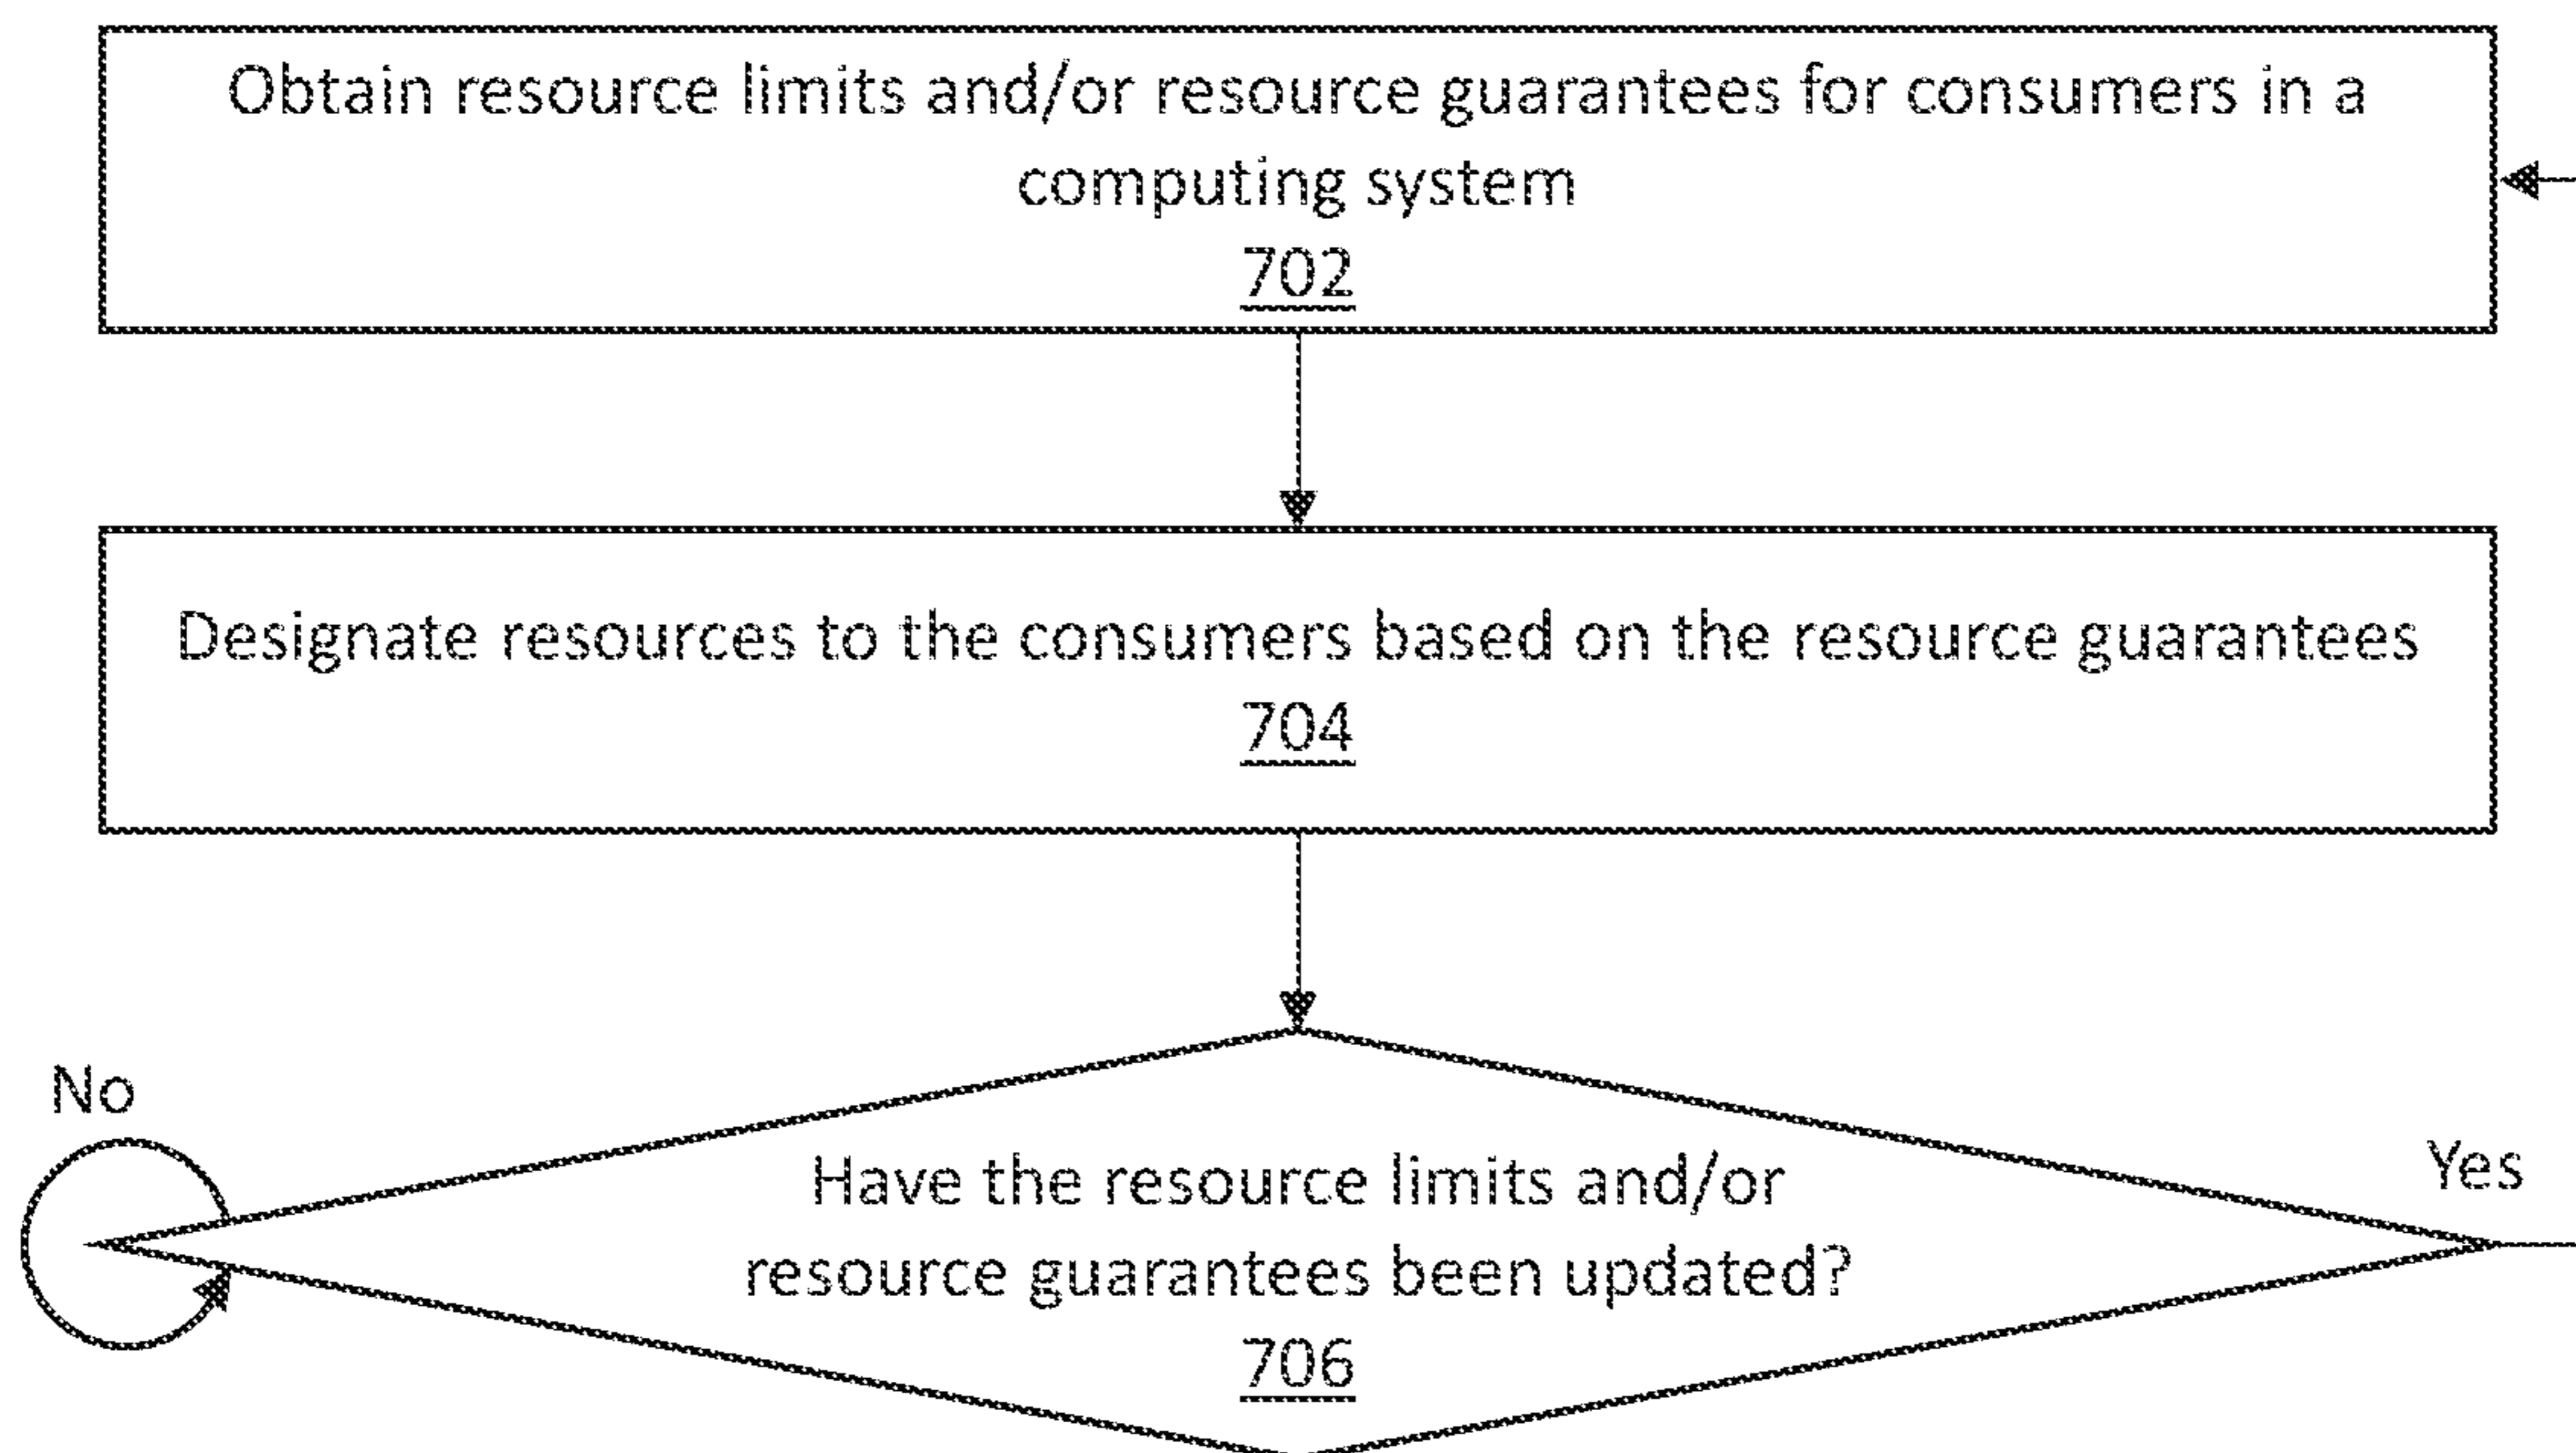 Obtain resource limits and/or resource guarantees for consumers in a
computing system
702
Designate resources to the consumers based on the resource guarantees
704
No
Yes
Have the resource limits and/or
resource guarantees been updated?
706